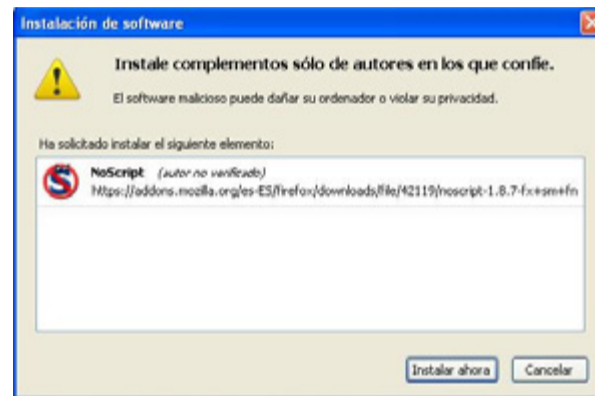 Instalación de software
Instale complementos sólo de autores en los que confíe.
El software malicioso puede dañar su ordenador o violar su privacidad.
Ha solicitado instalar el siguiente elemento:
NoScript (autor no verificado)
https://addons.mozilla.org/es-ES/firefox/downloads/file/42119/noscript-1.8.7-fx+sm+fn
Instalar ahora
Cancelar